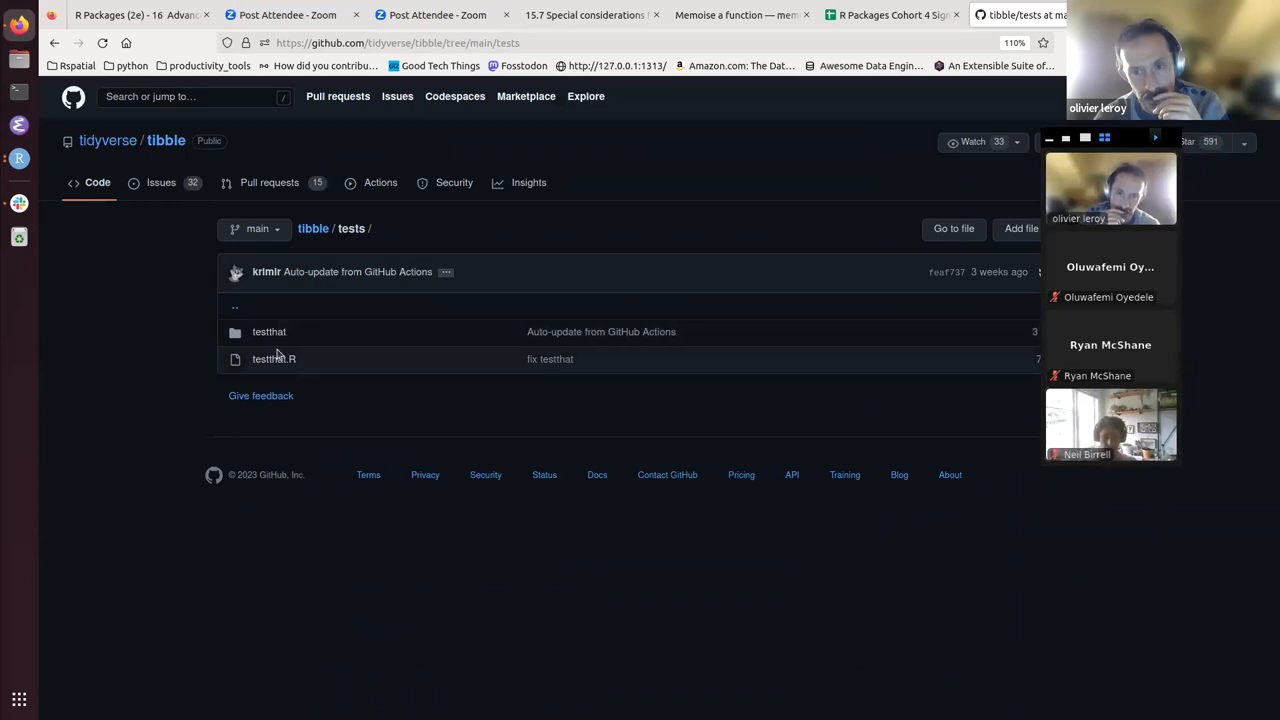 R Packages (2e) - 16 Advanc
Post Attendee - Zoom
Post Attendee - Zoom
15.7 Special considerations f
Memoise a function — mem
R Packages Cohort 4 Sign
tibble/tests at ma
https://github.com/tidyverse/tibble/tree/main/tests
110%
Rspatial
python
productivity_tools
How did you contribu...
Good Tech Things
Fosstodon
http://127.0.0.1:1313/
Amazon.com: The Dat...
Awesome Data Engin...
An Extensible Suite of...
olivier leroy
Search or jump to...
/
Pull requests
Issues
Codespaces
Marketplace
Explore
tidyverse / tibble
Public
Watch 33
Star 591
Code
Issues 32
Pull requests 15
Actions
Security
Insights
olivier leroy
main
tibble / tests /
Go to file
Add file
krlmlr Auto-update from GitHub Actions
feaf737 3 weeks ago
Oluwafemi Oy...
Oluwafemi Oyedele
..
testthat
Auto-update from GitHub Actions
3
testthat.R
fix testthat
7
Ryan McShane
Ryan McShane
Give feedback
Neil Birrell
© 2023 GitHub, Inc.
Terms
Privacy
Security
Status
Docs
Contact GitHub
Pricing
API
Training
Blog
About